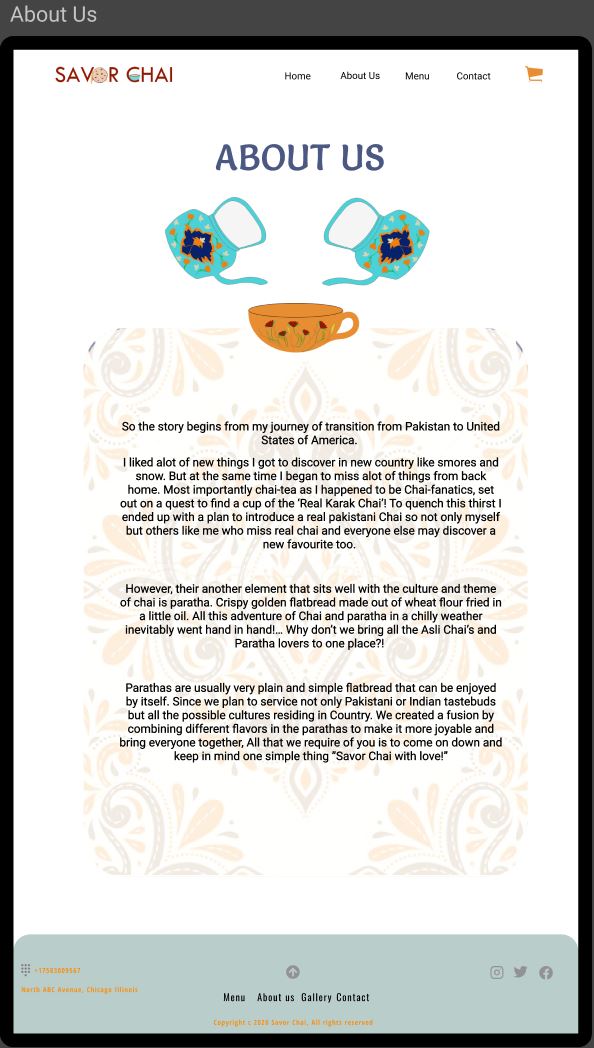 About Us
SAVOR CHAI
Home About Us Menu Contact
ABOUT US
So the story begins from my journey of transition from Pakistan to United
States of America.
I liked alot of new things I got to discover in new country like smores and
snow. But at the same time I began to miss alot of things from back
home. Most importantly chai-tea as I happened to be Chai-fanatics, set
out on a quest to find a cup of the ‘Real Karak Chai’! To quench this thirst I
ended up with a plan to introduce a real pakistani Chai so not only myself
but others like me who miss real chai and everyone else may discover a
new favourite too.
However, their another element that sits well with the culture and theme
of chai is paratha. Crispy golden flatbread made out of wheat flour fried in
a little oil. All this adventure of Chai and paratha in a chilly weather
inevitably went hand in hand!... Why don’t we bring all the Asli Chai’s and
Paratha lovers to one place?!
Parathas are usually very plain and simple flatbread that can be enjoyed
by itself. Since we plan to service not only Pakistani or Indian tastebuds
but all the possible cultures residing in Country. We created a fusion by
combining different flavors in the parathas to make it more joyable and
bring everyone together, All that we require of you is to come on down and
keep in mind one simple thing “Savor Chai with love!”
+17583809567
North ABC Avenue, Chicago Illinois
Menu About us Gallery Contact
Copyright c 2020 Savor Chai, All rights reserved